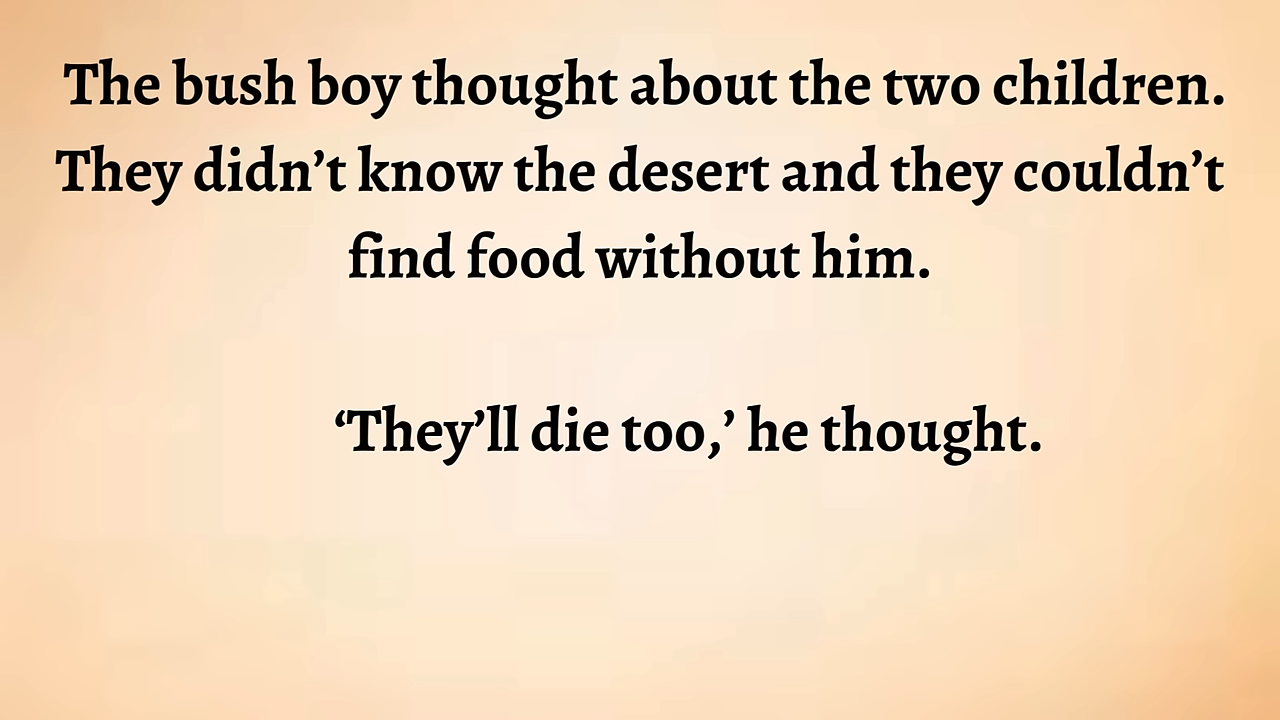 The bush boy thought about the two children.
They didn’t know the desert and they couldn’t
find food without him.
‘They’ll die too,’ he thought.